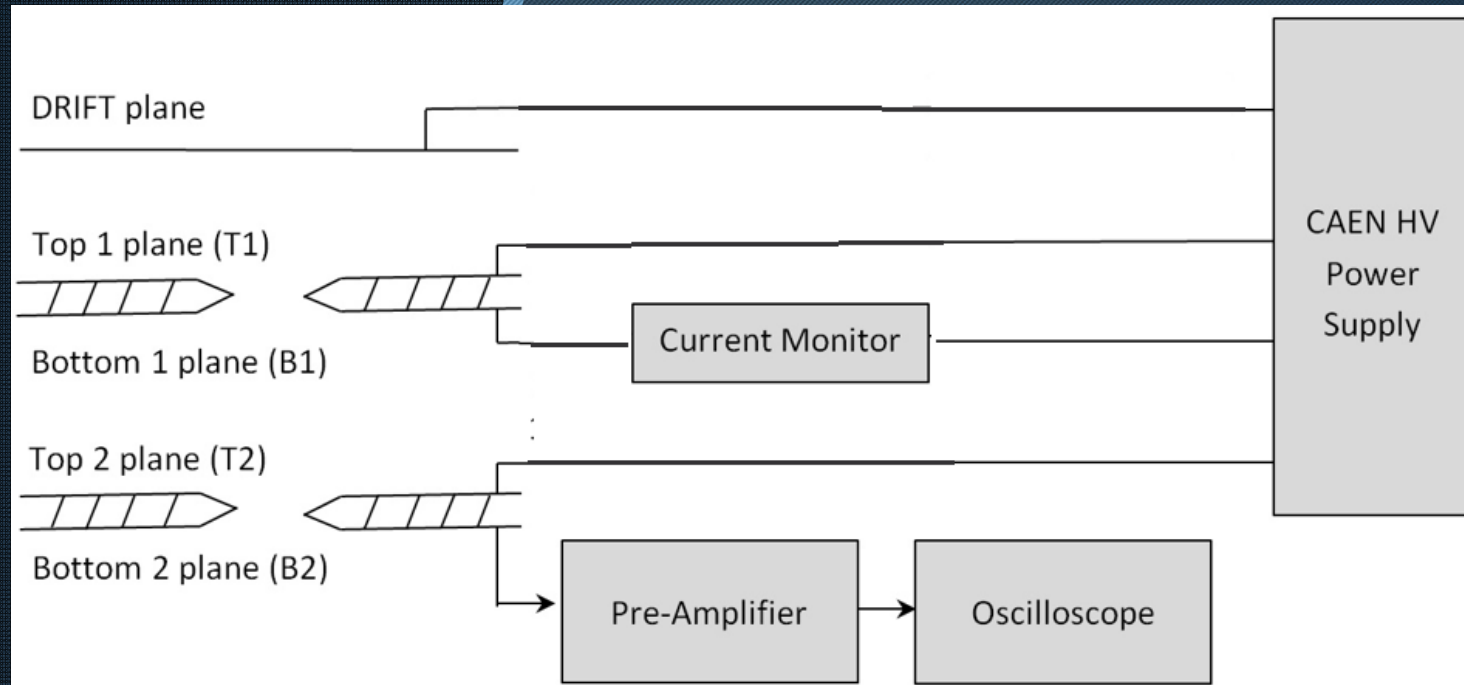 DRIFT plane
Top 1 plane (T1)
CAEN HV
Power
Supply
Current Monitor
Bottom 1 plane (B1)
Top 2 plane (T2)
Bottom 2 plane (B2)
Pre-Amplifier
Oscilloscope